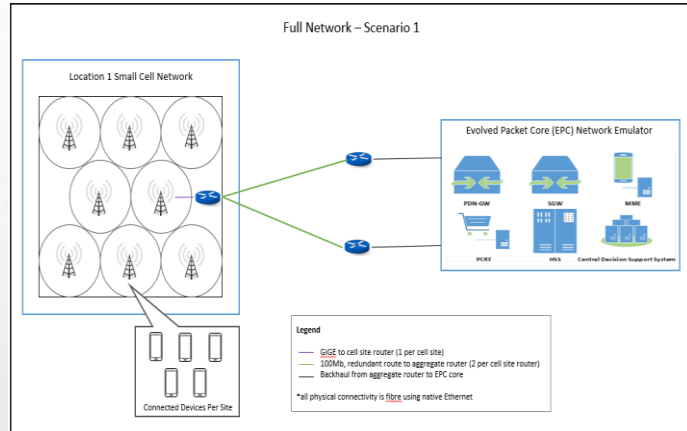 Full Network – Scenario 1
Location 1 Small Cell Network
Evolved Packet Core (EPC) Network Emulator
PDN-GW
SGW
MME
PCRF
HSS
Central Decision Support System
Connected Devices Per Site
Legend
GIGE to cell site router (1 per cell site)
100Mb, redundant route to aggregate router (2 per cell site router)
Backhaul from aggregate router to EPC core
*all physical connectivity is fibre using native Ethernet